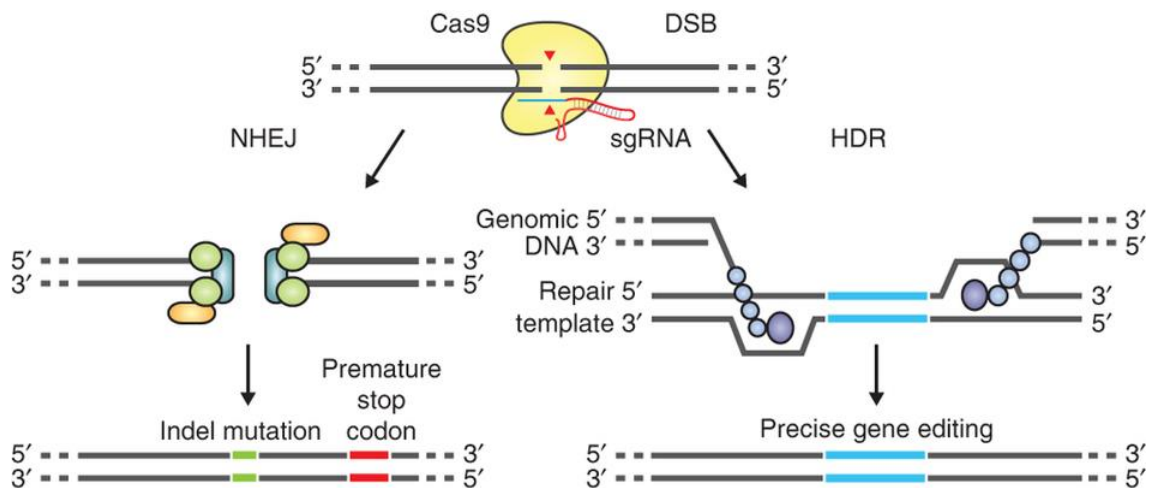 Cas9 DSB
5′ 3′
3′ 5′
NHEJ sgRNA HDR
Genomic 5′ 3′
DNA 3′ 5′
5′ 3′
3′ 5′
Repair 5′ 3′
template 3′ 5′
Premature
stop
codon
Indel mutation
Precise gene editing
5′ 3′
3′ 5′
5′ 3′
3′ 5′